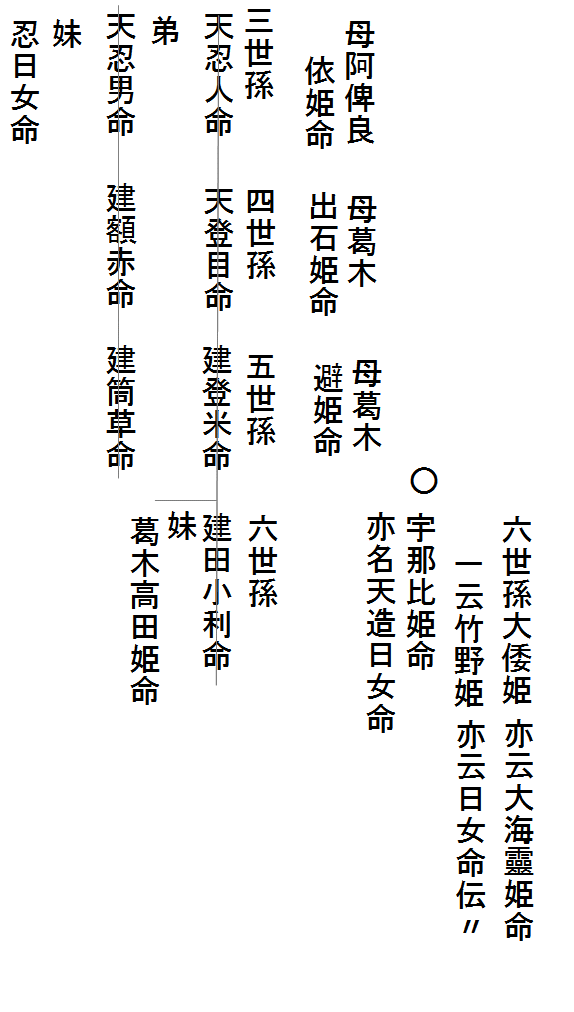 六世孫大倭姫 亦云大海靈姫命
一云竹野姫 亦云日女命伝〃
〇宇那比姫命
亦名天造日女命
母阿俾良
依姫命
母葛木
出石姫命
母葛木
避姫命
三世孫
四世孫
五世孫
六世孫
天忍人命
天登目命
建登米命
建田小利命
弟
妹
葛木高田姫命
天忍男命
建額赤命
建筒草命
妹
忍日女命